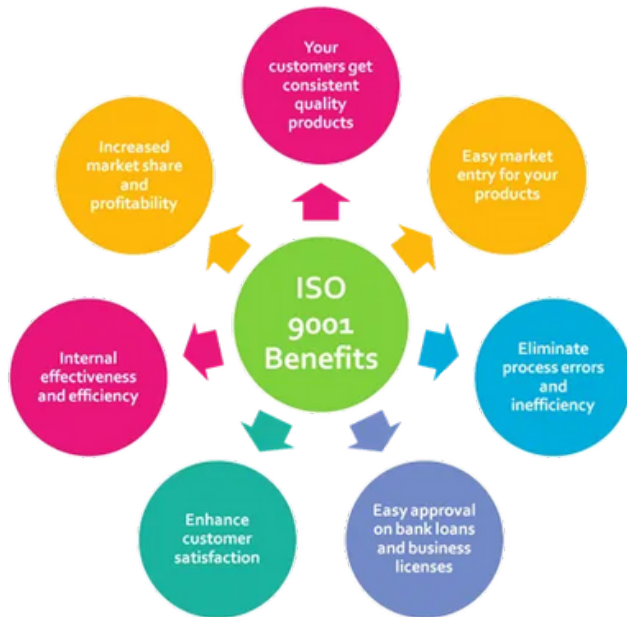 Your
customers get
consistent
quality
products
Increased
market share
and
profitability
Easy market
entry for your
products
ISO
9001
Benefits
Internal
effectiveness
and efficiency
Eliminate
process errors
and
inefficiency
Enhance
customer
satisfaction
Easy approval
on bank loans
and business
licenses